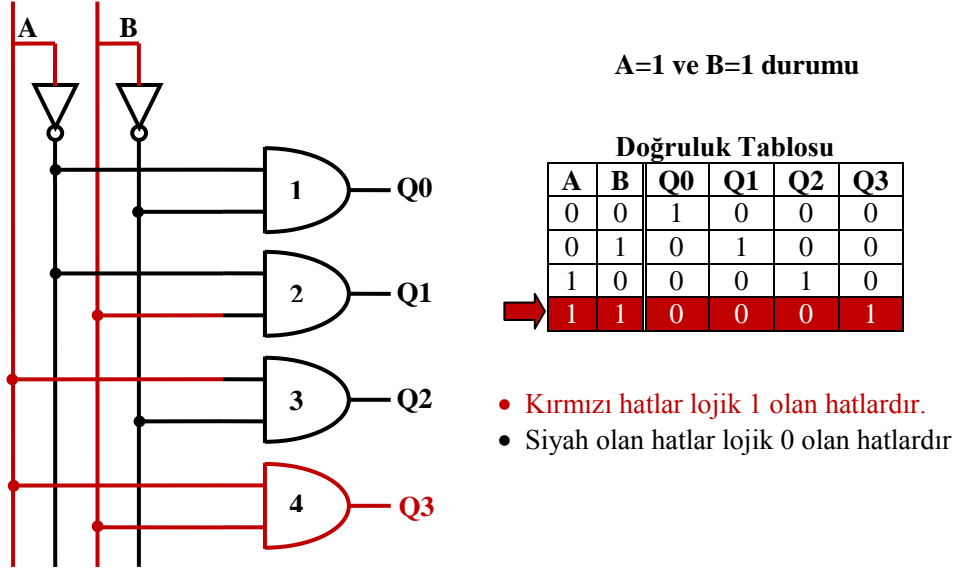 A B
1 Q0
2 Q1
3 Q2
4 Q3
A=1 ve B=1 durumu
Doğruluk Tablosu
A B Q0 Q1 Q2 Q3
0 0 1 0 0 0
0 1 0 1 0 0
1 0 0 0 1 0
1 1 0 0 0 1
• Kırmızı hatlar lojik 1 olan hatlardır.
• Siyah olan hatlar lojik 0 olan hatlardır